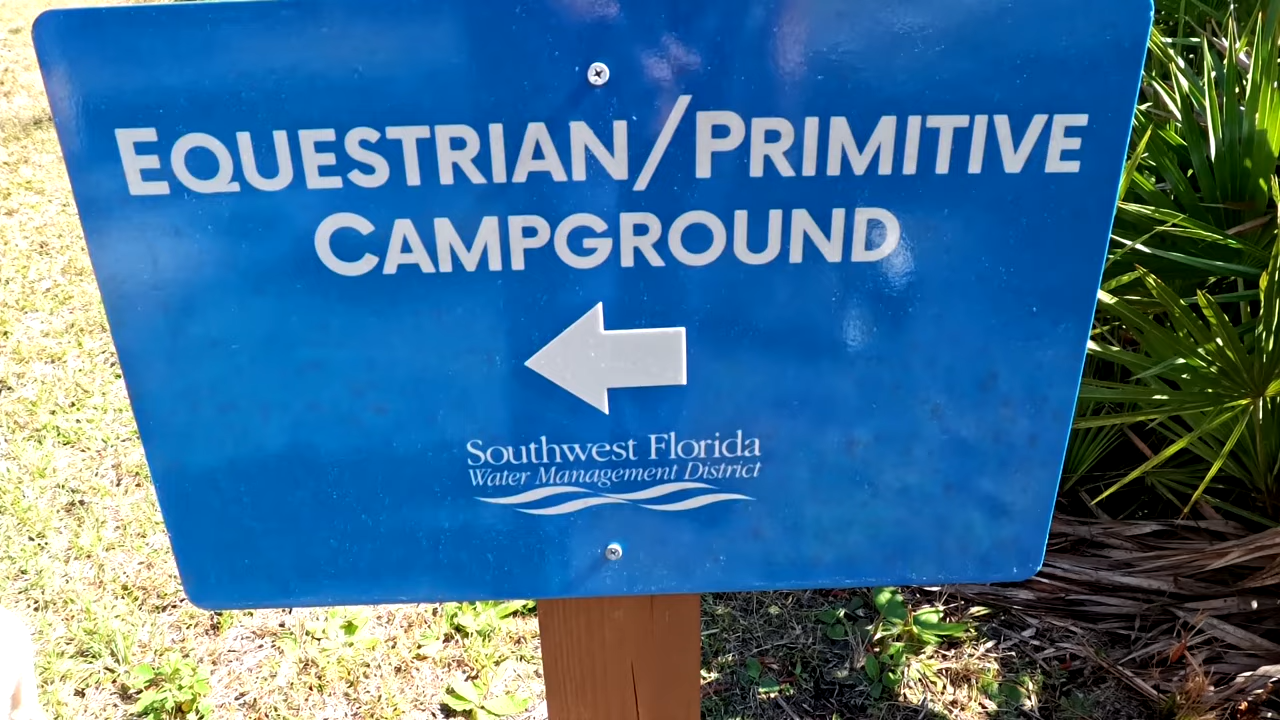 EQUESTRIAN/PRIMITIVE
CAMPGROUND
Southwest Florida
Water Management District